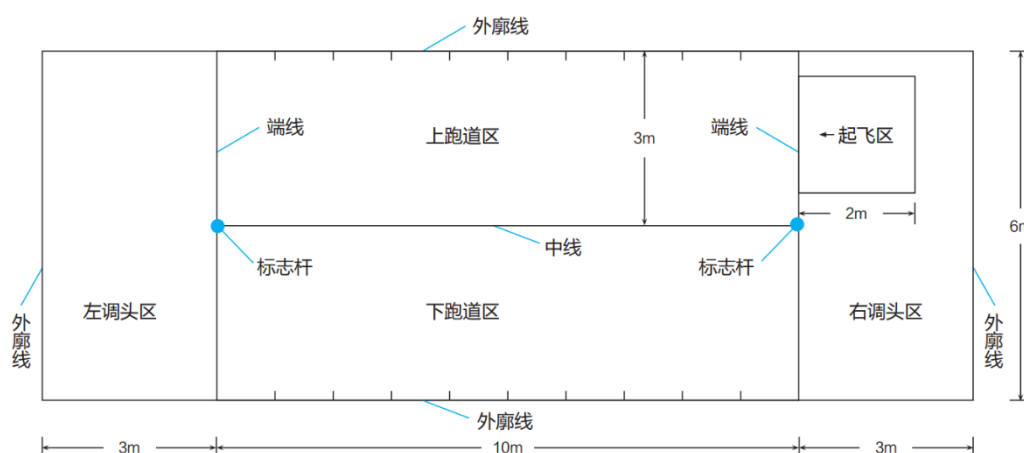 外廓线
端线
上跑道区
3m
端线
←起飞区
2m
中线
标志杆
标志杆
6m
左调头区
下跑道区
右调头区
外廓线
外廓线
外廓线
3m
10m
3m